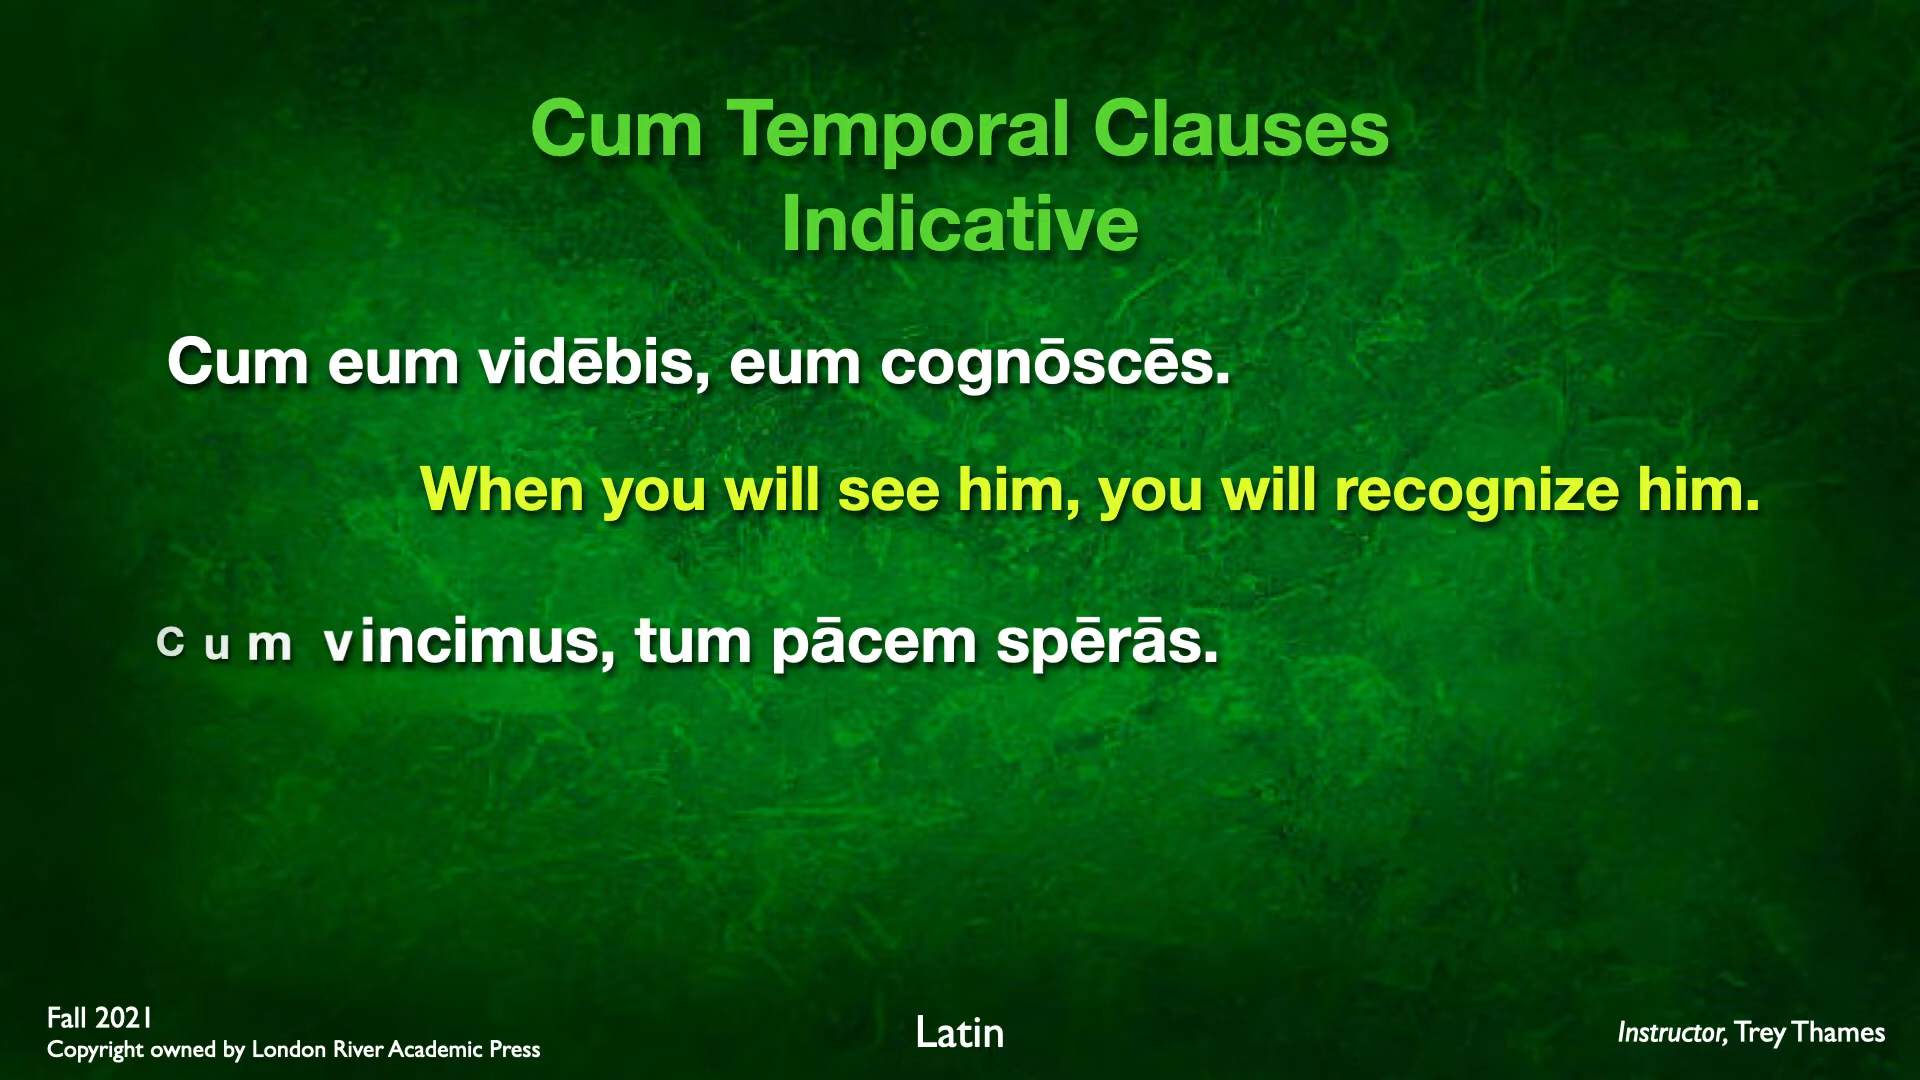 Cum Temporal Clauses
Indicative
Cum eum vidēbis, eum cognōscēs.
When you will see him, you will recognize him.
Cum vincimus, tum pācem spērās.
Fall 2021
Copyright owned by London River Academic Press
Latin
Instructor, Trey Thames